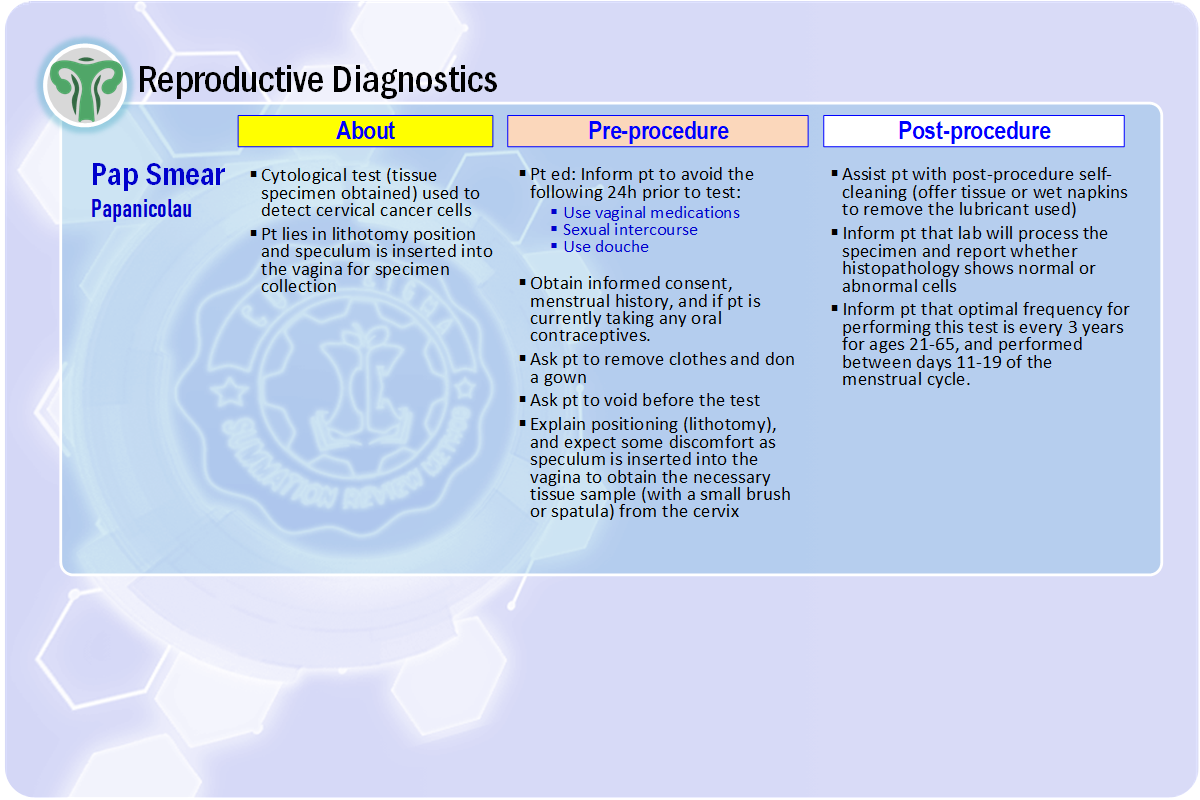 Reproductive Diagnostics
About
Pre-procedure
Post-procedure
Pap Smear
Papanicolau
▪ Cytological test (tissue
specimen obtained) used to
detect cervical cancer cells
▪ Pt lies in lithotomy position
and speculum is inserted into
the vagina for specimen
collection
▪ Pt ed: Inform pt to avoid the
following 24h prior to test:
▪ Use vaginal medications
▪ Sexual intercourse
▪ Use douche
▪ Obtain informed consent,
menstrual history, and if pt is
currently taking any oral
contraceptives.
▪ Ask pt to remove clothes and don
a gown
▪ Ask pt to void before the test
▪ Explain positioning (lithotomy),
and expect some discomfort as
speculum is inserted into the
vagina to obtain the necessary
tissue sample (with a small brush
or spatula) from the cervix
▪ Assist pt with post-procedure self-
cleaning (offer tissue or wet napkins
to remove the lubricant used)
▪ Inform pt that lab will process the
specimen and report whether
histopathology shows normal or
abnormal cells
▪ Inform pt that optimal frequency for
performing this test is every 3 years
for ages 21-65, and performed
between days 11-19 of the
menstrual cycle.
REVIEW